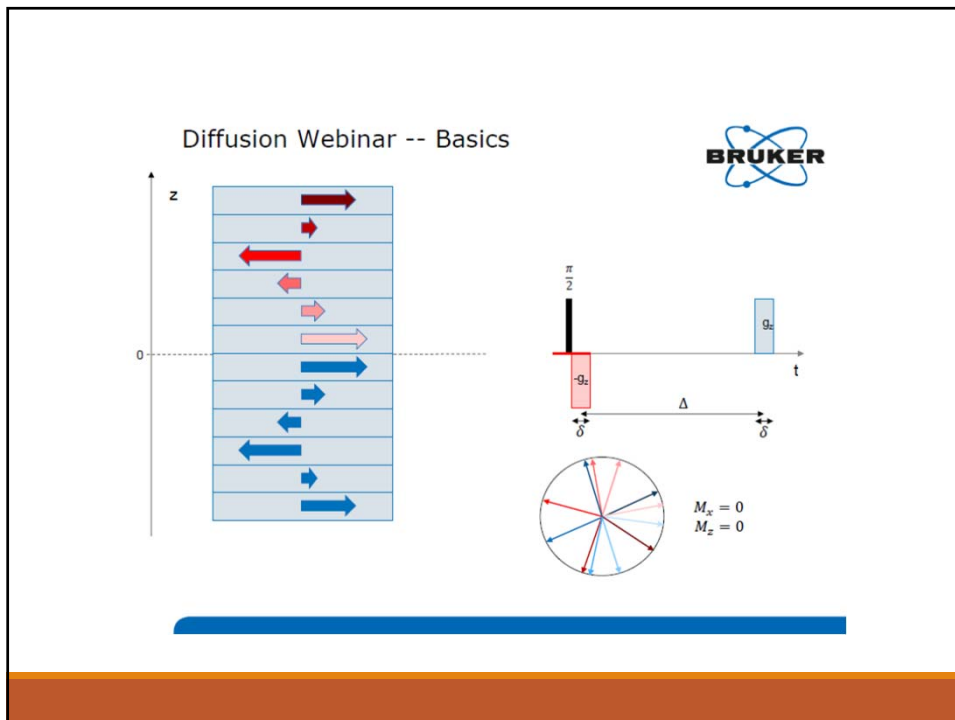 Diffusion Webinar -- Basics
BRUKER
z
0
π
2
-g_z
g_z
t
Δ
δ
δ
M_x = 0
M_z = 0